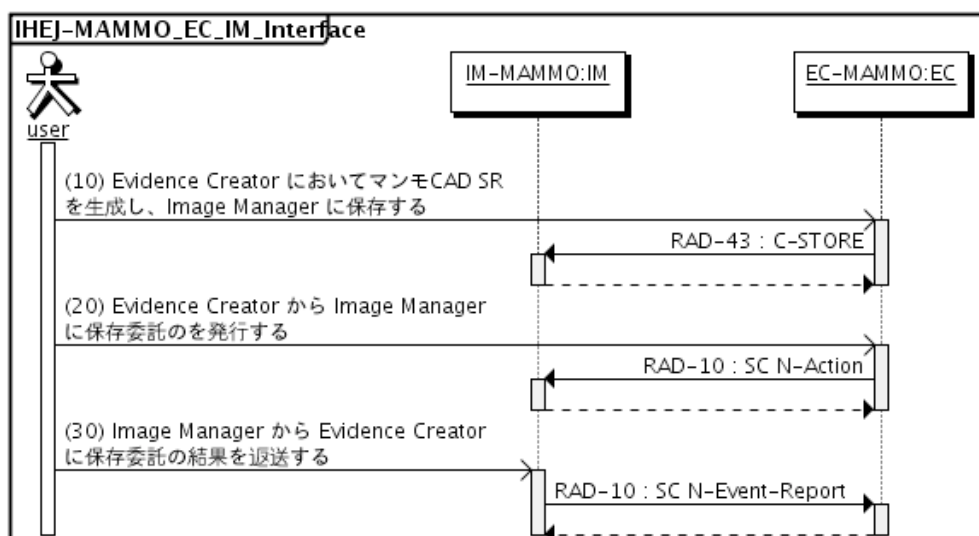 IHEJ-MAMMO_EC_IM_Interface
user
IM-MAMMO:IM
EC-MAMMO:EC
(10) Evidence Creator においてマンモCAD SR
を生成し、Image Manager に保存する
RAD-43 : C-STORE
(20) Evidence Creator から Image Manager
に保存委託のを発行する
RAD-10 : SC N-Action
(30) Image Manager から Evidence Creator
に保存委託の結果を返送する
RAD-10 : SC N-Event-Report